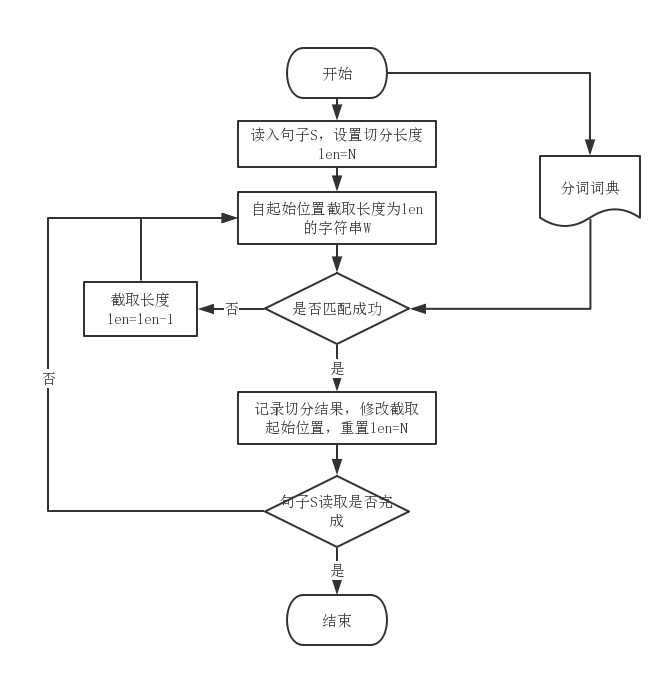 开始
读入句子S，设置切分长度
len=N
分词词典
自起始位置截取长度为len
的字符串W
截取长度
len=len-1
否
是否匹配成功
是
否
记录切分结果，修改截取
起始位置，重置len=N
句子S读取是否完
成
是
结束